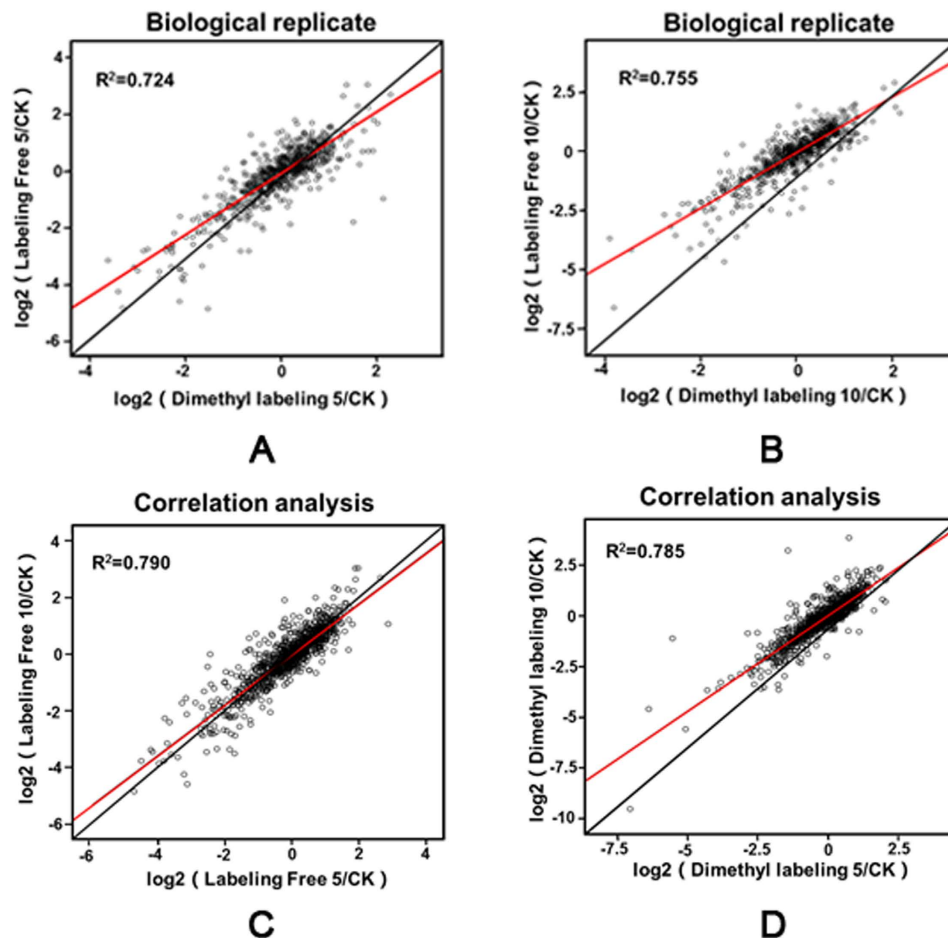 Biological replicate
4
2
0
-2
-4
-6
R²=0.724
log2 ( Labeling Free 5/CK )
-4 -2 0 2
log2 ( Dimethyl labeling 5/CK )
A
Biological replicate
2.5
0
-2.5
-5
-7.5
R²=0.755
log2 ( Labeling Free 10/CK )
-4 -2 0 2
log2 ( Dimethyl labeling 10/CK )
B
Correlation analysis
4
2
0
-2
-4
-6
R²=0.790
log2 ( Labeling Free 10/CK )
-6 -4 -2 0 2 4
log2 ( Labeling Free 5/CK )
C
Correlation analysis
2.5
0
-2.5
-5
-7.5
-10
R²=0.785
log2 ( Dimethyl labeling 10/CK )
-7.5 -5 -2.5 0 2.5
log2 ( Dimethyl labeling 5/CK )
D